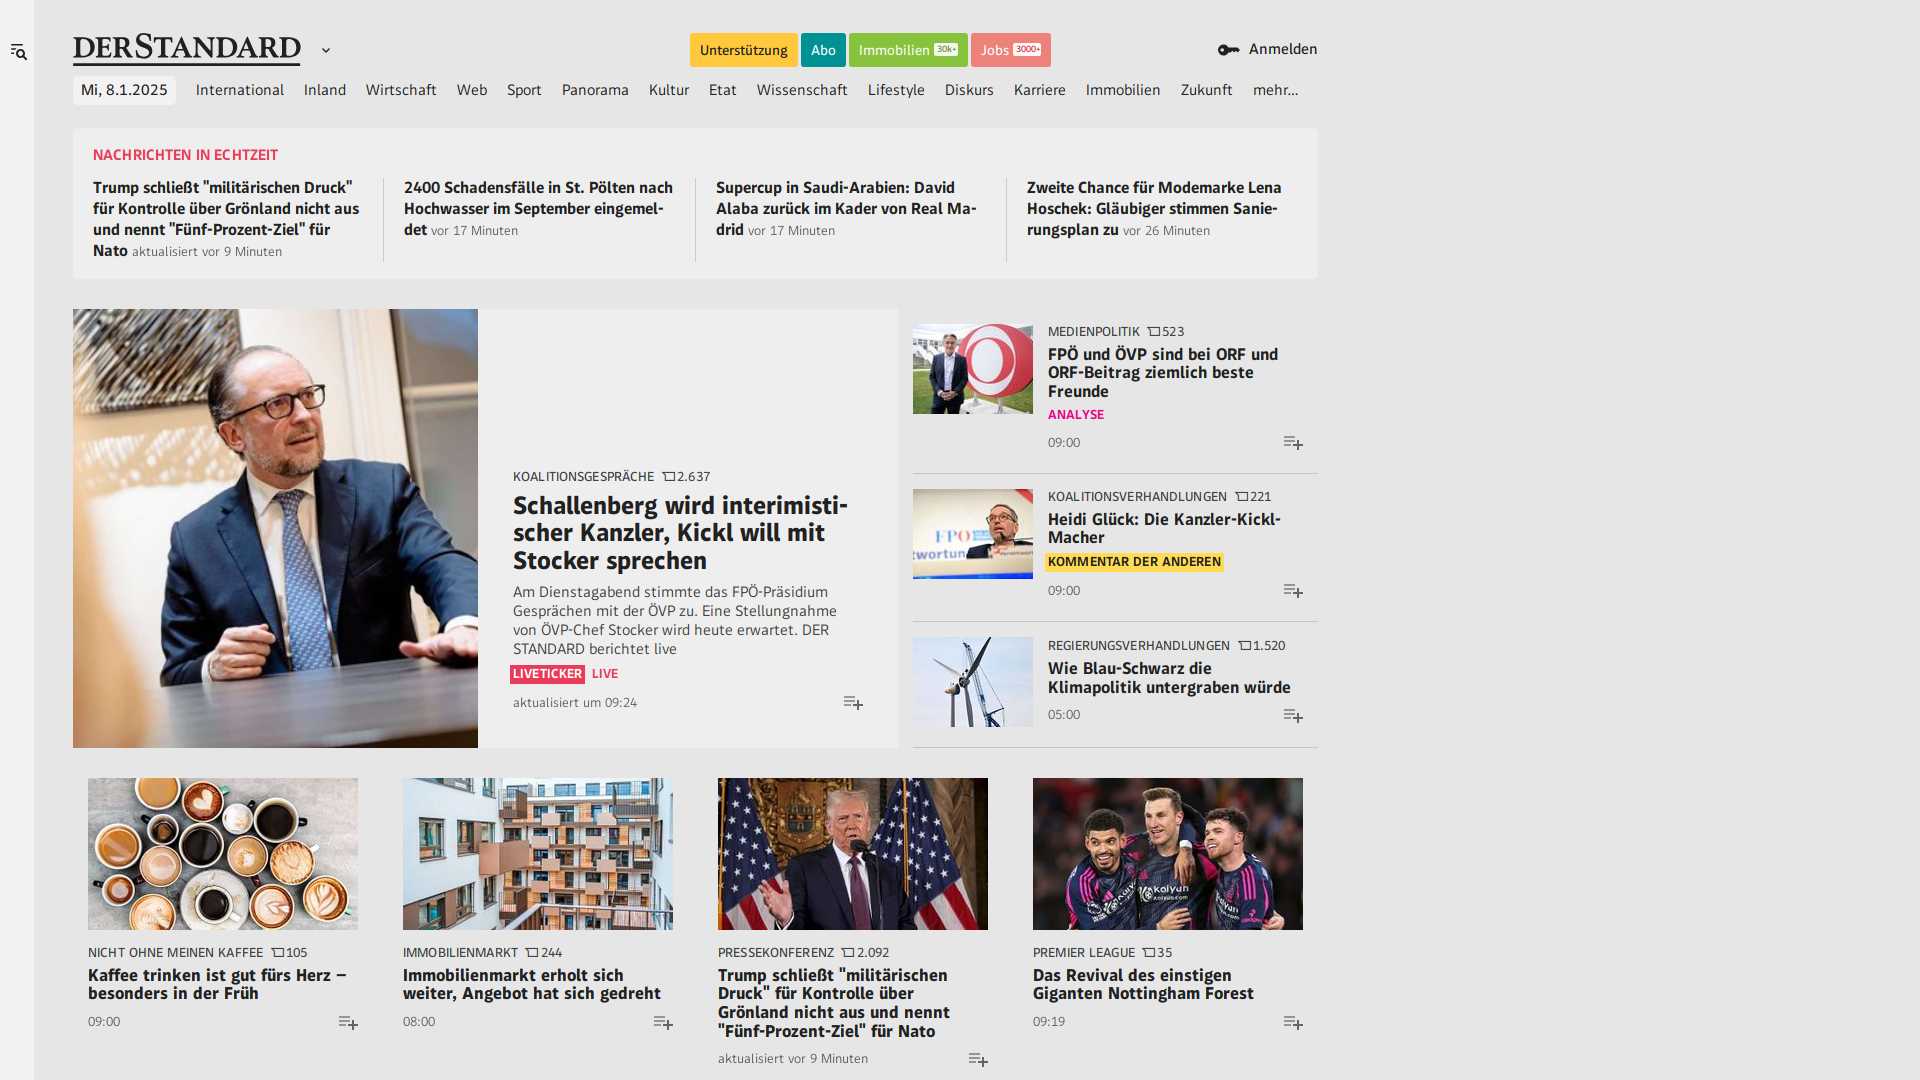 DERSTANDARD
Unterstützung
Abo
Immobilien 30k+
Jobs 3000+
Anmelden
Mi, 8.1.2025
International
Inland
Wirtschaft
Web
Sport
Panorama
Kultur
Etat
Wissenschaft
Lifestyle
Diskurs
Karriere
Immobilien
Zukunft
mehr...
NACHRICHTEN IN ECHTZEIT
Trump schließt "militärischen Druck"
für Kontrolle über Grönland nicht aus
und nennt "Fünf-Prozent-Ziel" für
Nato aktualisiert vor 9 Minuten
2400 Schadensfälle in St. Pölten nach
Hochwasser im September eingemel-
det vor 17 Minuten
Supercup in Saudi-Arabien: David
Alaba zurück im Kader von Real Ma-
drid vor 17 Minuten
Zweite Chance für Modemarke Lena
Hoschek: Gläubiger stimmen Sanie-
rungsplan zu vor 26 Minuten
KOALITIONSGESPRÄCHE 2.637
Schallenberg wird interimisti-
scher Kanzler, Kickl will mit
Stocker sprechen
Am Dienstagabend stimmte das FPÖ-Präsidium
Gesprächen mit der ÖVP zu. Eine Stellungnahme
von ÖVP-Chef Stocker wird heute erwartet. DER
STANDARD berichtet live
LIVETICKER LIVE
aktualisiert um 09:24
MEDIENPOLITIK 523
FPÖ und ÖVP sind bei ORF und
ORF-Beitrag ziemlich beste
Freunde
ANALYSE
09:00
FPÖ
KOALITIONSVERHANDLUNGEN 221
Heidi Glück: Die Kanzler-Kickl-
Macher
KOMMENTAR DER ANDEREN
09:00
REGIERUNGSVERHANDLUNGEN 1.520
Wie Blau-Schwarz die
Klimapolitik untergraben würde
05:00
NICHT OHNE MEINEN KAFFEE 105
Kaffee trinken ist gut fürs Herz –
besonders in der Früh
09:00
IMMOBILIENMARKT 244
Immobilienmarkt erholt sich
weiter, Angebot hat sich gedreht
08:00
PRESSEKONFERENZ 2.092
Trump schließt "militärischen
Druck" für Kontrolle über
Grönland nicht aus und nennt
"Fünf-Prozent-Ziel" für Nato
aktualisiert vor 9 Minuten
kaiyun
PREMIER LEAGUE 35
Das Revival des einstigen
Giganten Nottingham Forest
09:19